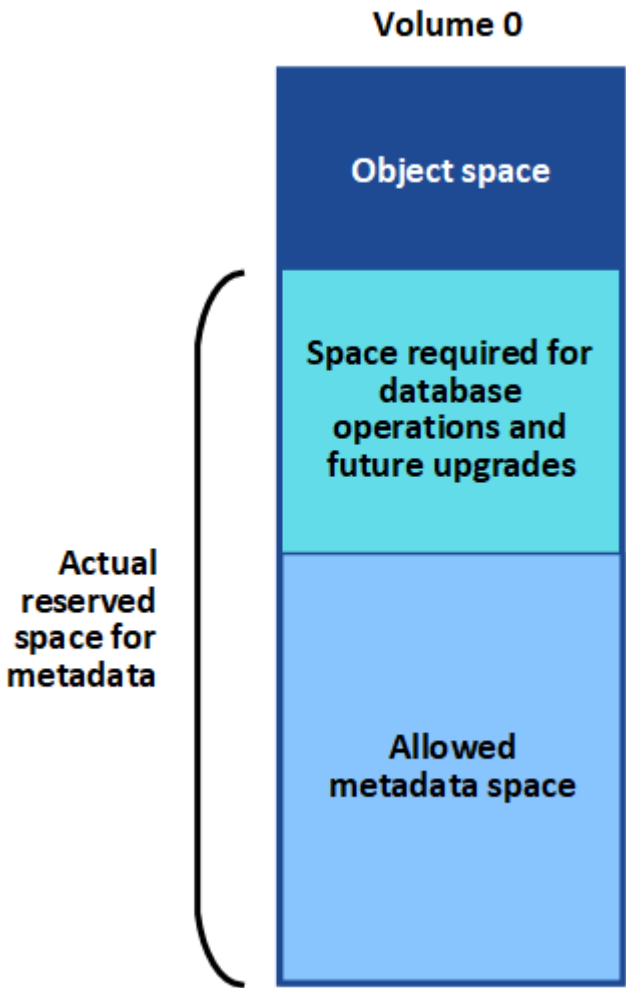 Volume 0
Object space
Space required for
database
operations and
future upgrades
Actual
reserved
space for
metadata
Allowed
metadata space